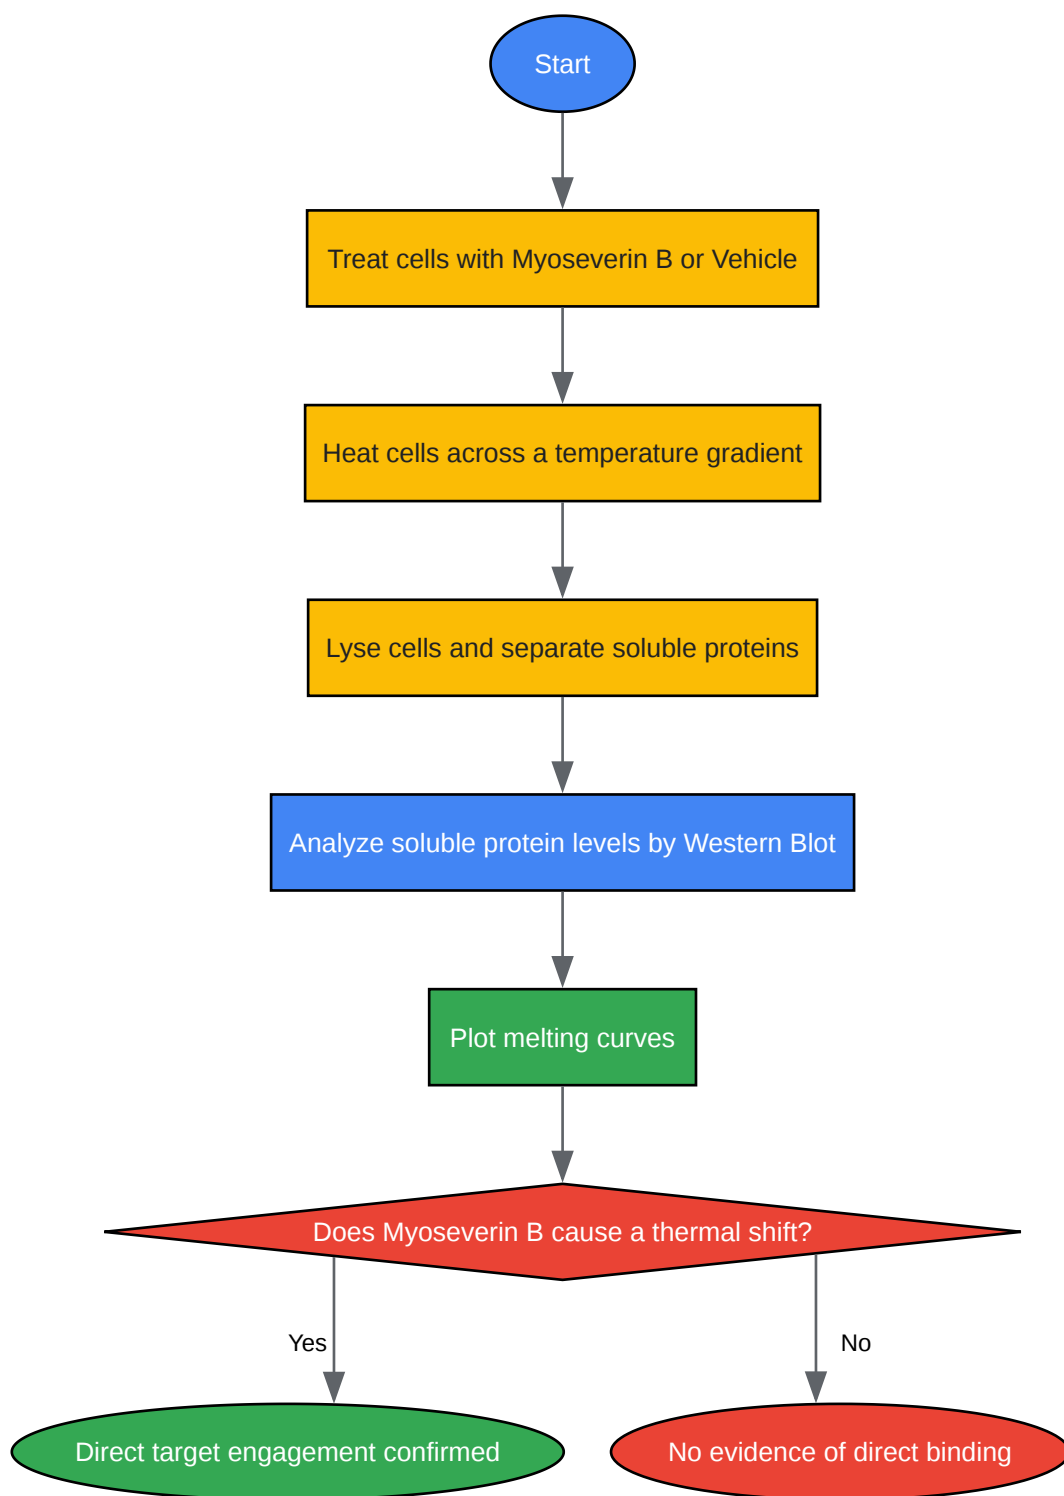 Start
Treat cells with Myoseverin B or Vehicle
Heat cells across a temperature gradient
Lyse cells and separate soluble proteins
Analyze soluble protein levels by Western Blot
Plot melting curves
Does Myoseverin B cause a thermal shift?
Yes
No
Direct target engagement confirmed
No evidence of direct binding